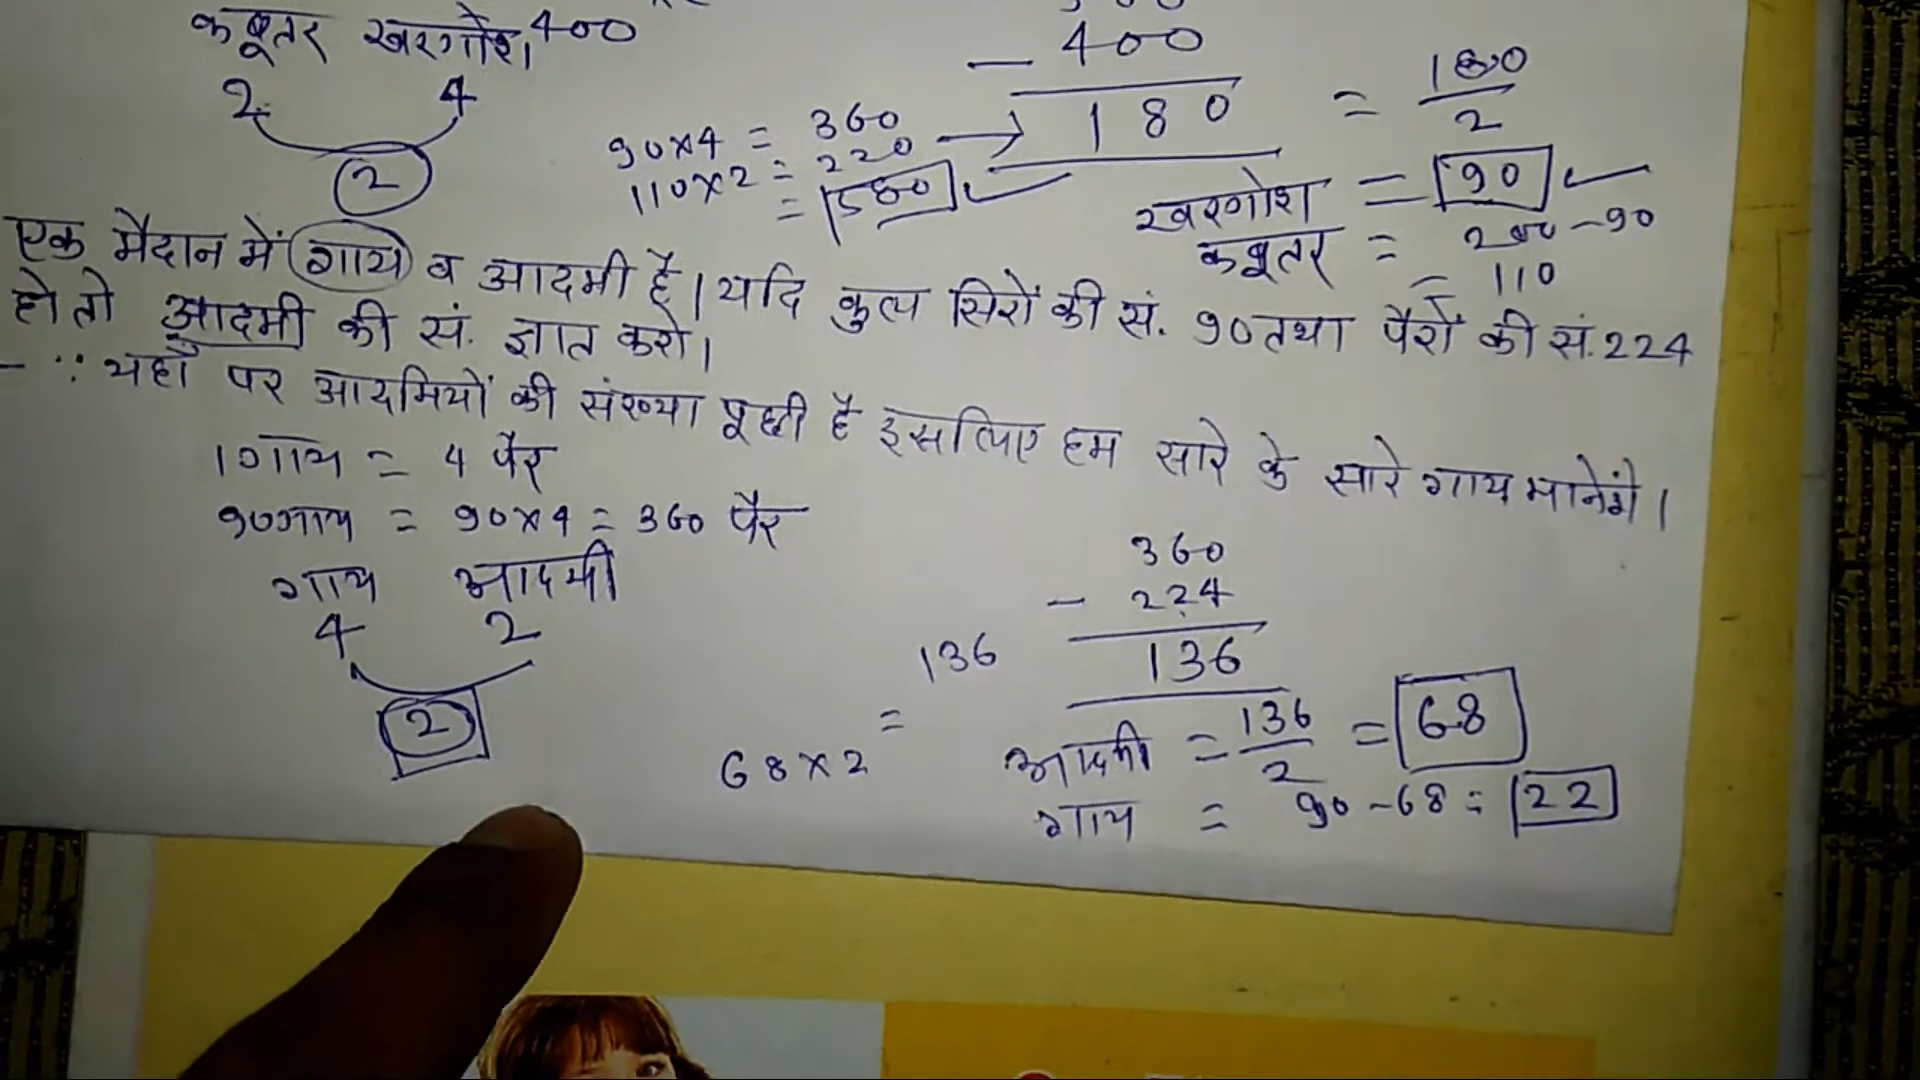 कबूतर खरगोश 400
2 4
2
- 400
180 = 180/2
90×4 = 360
110×2 = 220
= 580
खरगोश = 90
कबूतर = 200-90
= 110
एक मैदान में गाय व आदमी है। यदि कुल सिरों की सं. 90 तथा पैरों की सं. 224
हो तो आदमी की सं. ज्ञात करो।
- ∵ यहाँ पर आदमियों की संख्या पूछी है इसलिए हम सारे के सारे गाय मानेंगे।
1 गाय = 4 पैर
90 गाय = 90×4 = 360 पैर
गाय आदमी
4 2
2
360
- 224
136
136
=
68×2
आदमी = 136/2 = 68
गाय = 90-68 = 22